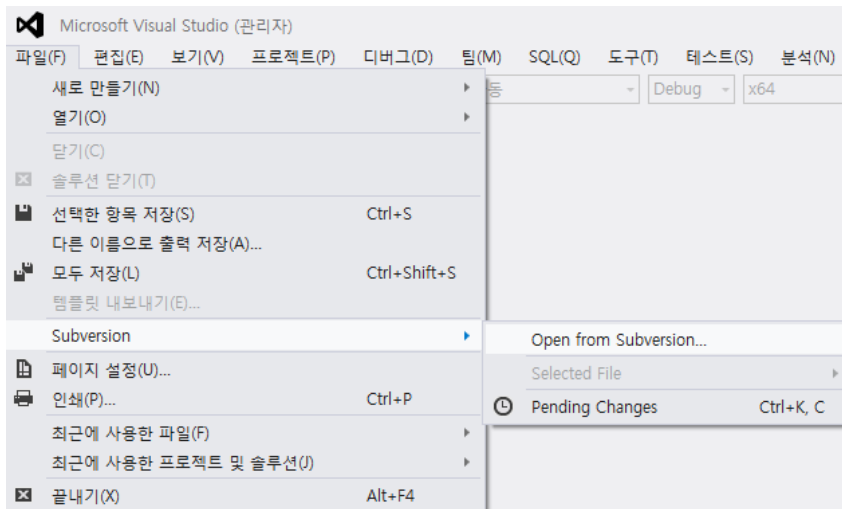 Microsoft Visual Studio (관리자)
파일(F) 편집(E) 보기(V) 프로젝트(P) 디버그(D) 팀(M) SQL(Q) 도구(T) 테스트(S) 분석(N)
새로 만들기(N) 동 Debug x64
열기(O)
닫기(C)
솔루션 닫기(T)
선택한 항목 저장(S) Ctrl+S
다른 이름으로 출력 저장(A)...
모두 저장(L) Ctrl+Shift+S
템플릿 내보내기(E)...
Subversion Open from Subversion...
페이지 설정(U)... Selected File
인쇄(P)... Ctrl+P Pending Changes Ctrl+K, C
최근에 사용한 파일(F)
최근에 사용한 프로젝트 및 솔루션(J)
끝내기(X) Alt+F4